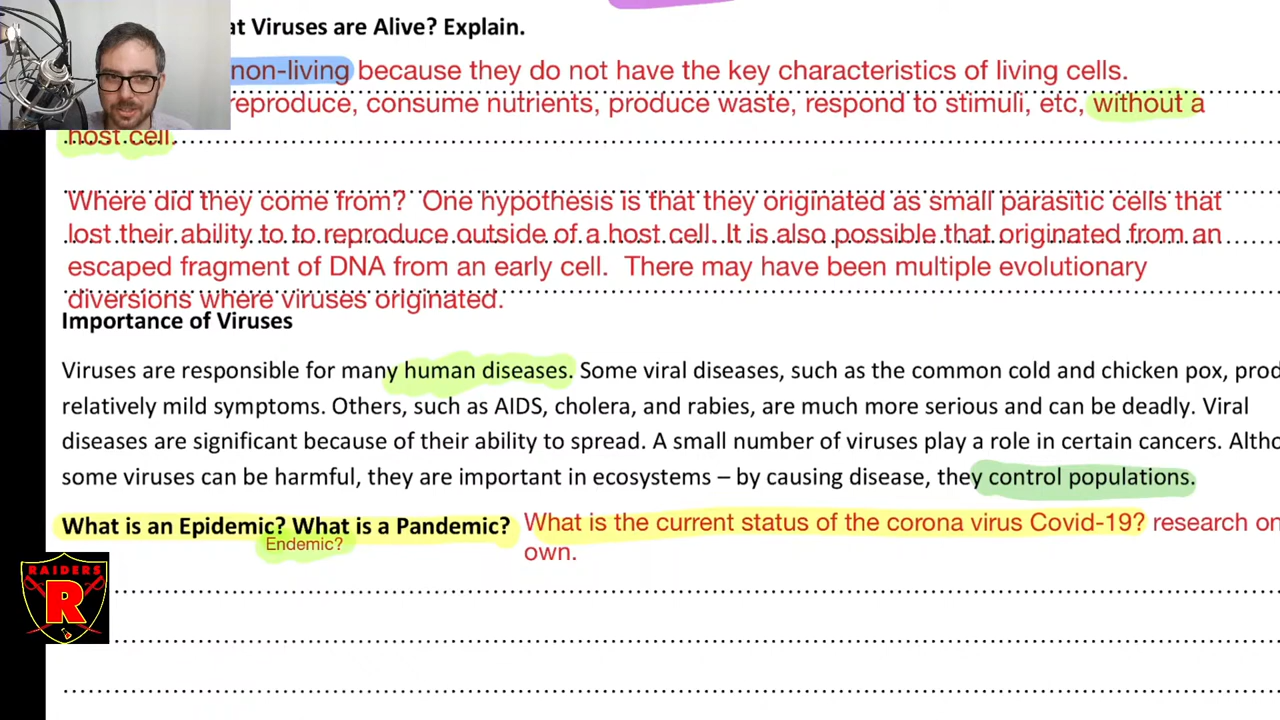 at Viruses are Alive? Explain.
non-living because they do not have the key characteristics of living cells.
reproduce, consume nutrients, produce waste, respond to stimuli, etc, without a
host cell.
Where did they come from? One hypothesis is that they originated as small parasitic cells that
lost their ability to to reproduce outside of a host cell. It is also possible that originated from an
escaped fragment of DNA from an early cell. There may have been multiple evolutionary
diversions where viruses originated.
Importance of Viruses
Viruses are responsible for many human diseases. Some viral diseases, such as the common cold and chicken pox, prod
relatively mild symptoms. Others, such as AIDS, cholera, and rabies, are much more serious and can be deadly. Viral
diseases are significant because of their ability to spread. A small number of viruses play a role in certain cancers. Altho
some viruses can be harmful, they are important in ecosystems – by causing disease, they control populations.
What is an Epidemic? What is a Pandemic? What is the current status of the corona virus Covid-19? research on
Endemic?
own.
RAIDERS
R